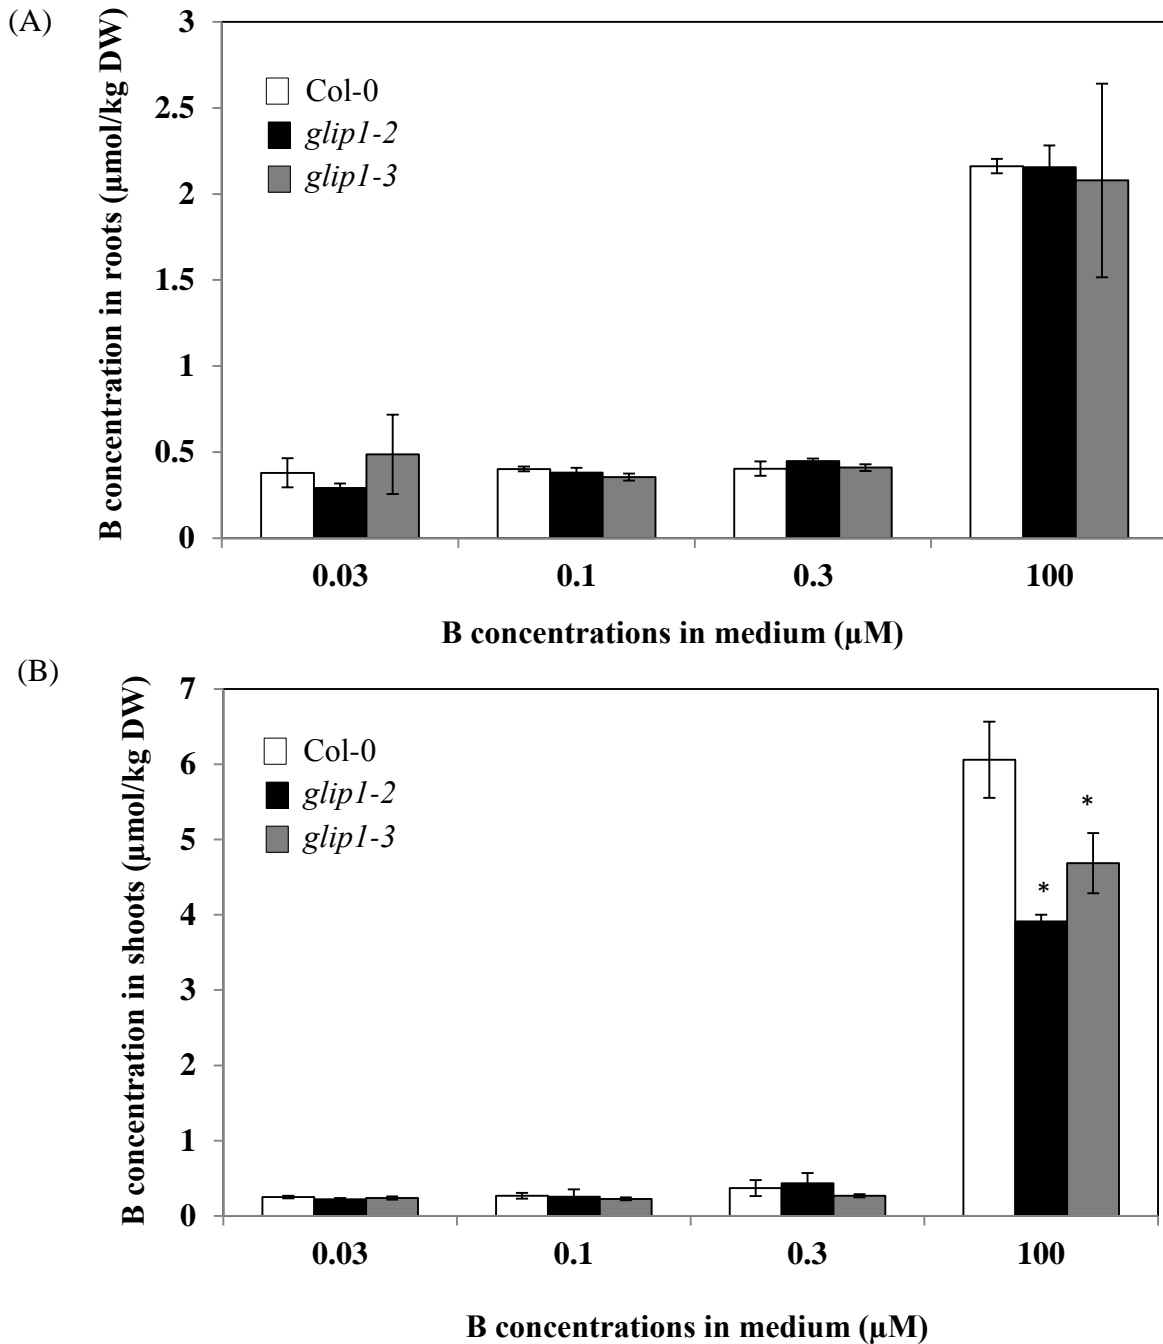 (A)
B concentration in roots (µmol/kg DW)
3
2.5
2
1.5
1
0.5
0
Col-0
glip1-2
glip1-3
0.03 0.1 0.3 100
B concentrations in medium (µM)
(B)
B concentration in shoots (µmol/kg DW)
7
6
5
4
3
2
1
0
Col-0
glip1-2
glip1-3
*
*
0.03 0.1 0.3 100
B concentrations in medium (µM)